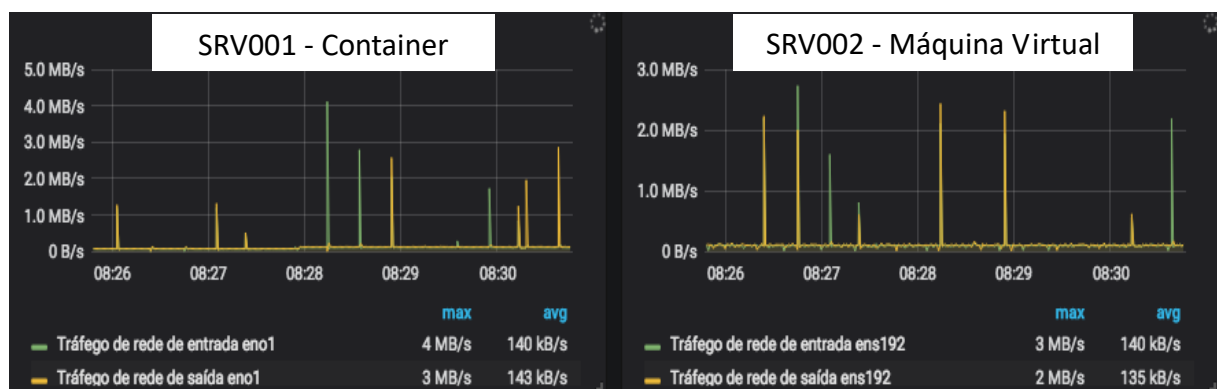 SRV001 - Container
5.0 MB/s
4.0 MB/s
3.0 MB/s
2.0 MB/s
1.0 MB/s
0 B/s
08:26 08:27 08:28 08:29 08:30
max avg
Tráfego de rede de entrada eno1 4 MB/s 140 kB/s
Tráfego de rede de saída eno1 3 MB/s 143 kB/s
SRV002 - Máquina Virtual
3.0 MB/s
2.0 MB/s
1.0 MB/s
0 B/s
08:26 08:27 08:28 08:29 08:30
max avg
Tráfego de rede de entrada ens192 3 MB/s 140 kB/s
Tráfego de rede de saída ens192 2 MB/s 135 kB/s